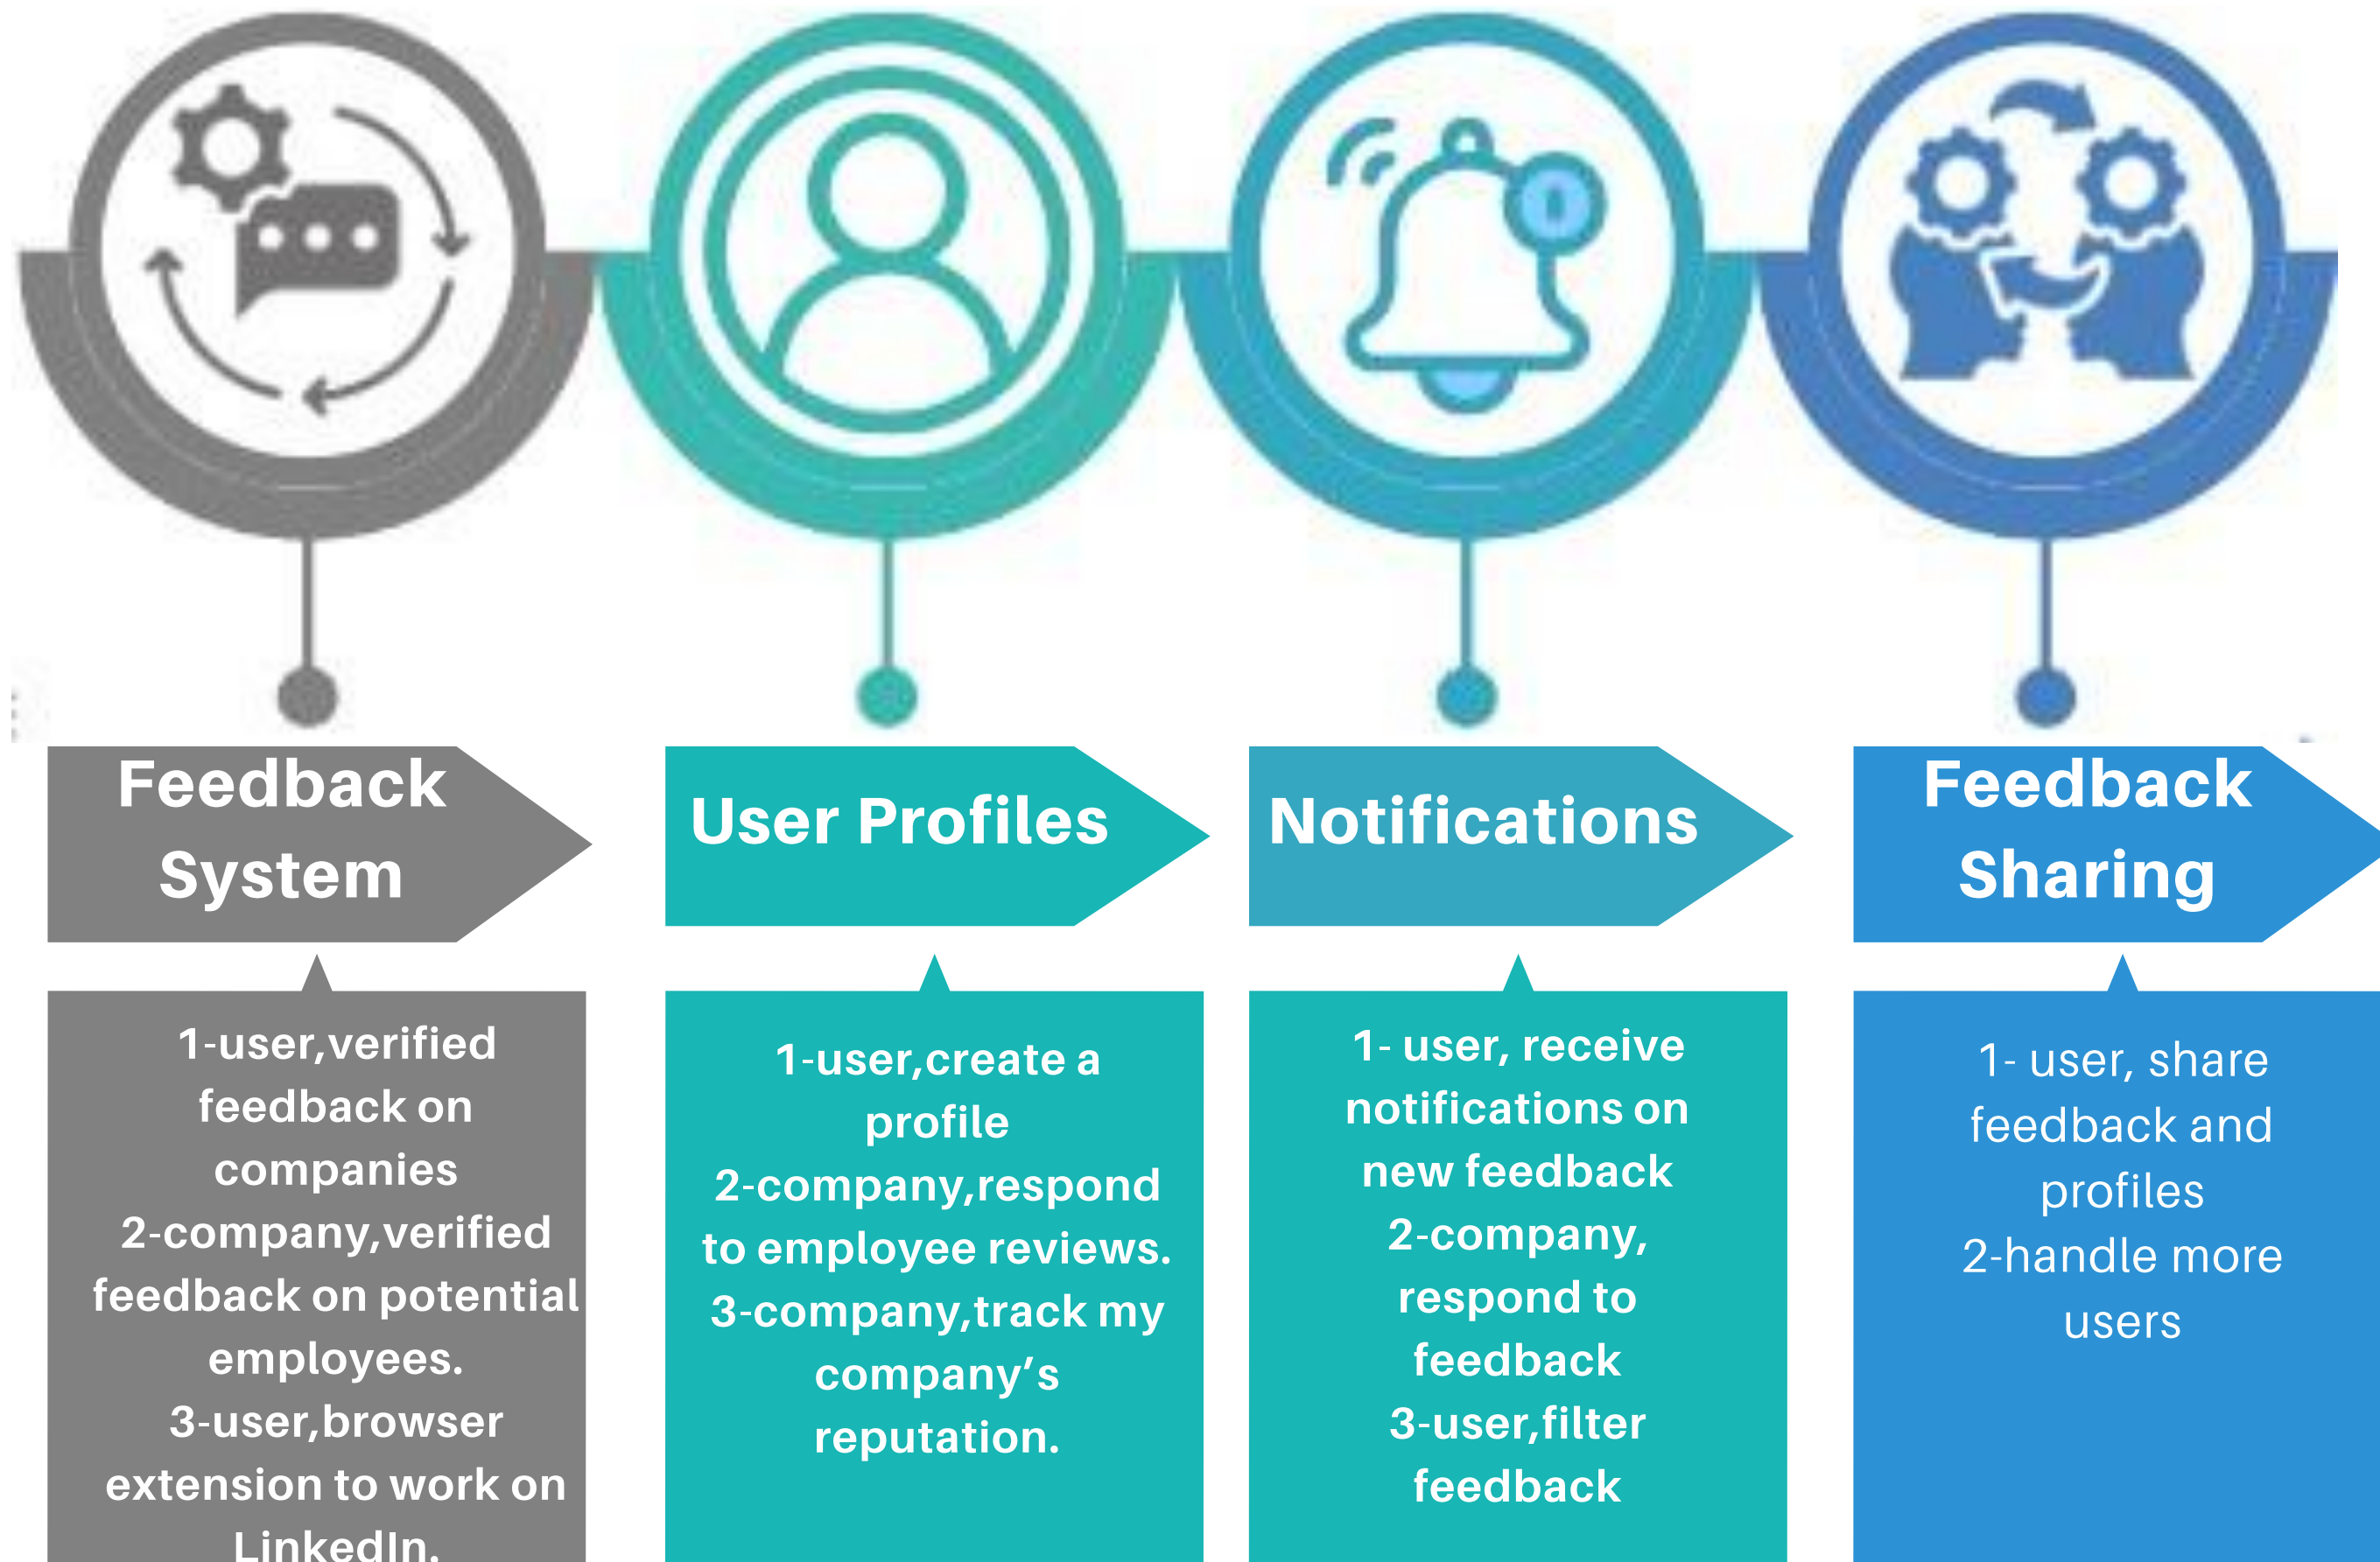 Feedback
System
User Profiles
Notifications
Feedback
Sharing
1-user,verified
feedback on
companies
2-company,verified
feedback on potential
employees.
3-user,browser
extension to work on
LinkedIn.
1-user,create a
profile
2-company,respond
to employee reviews.
3-company,track my
company's
reputation.
1- user, receive
notifications on
new feedback
2-company,
respond to
feedback
3-user,filter
feedback
1- user, share
feedback and
profiles
2-handle more
users